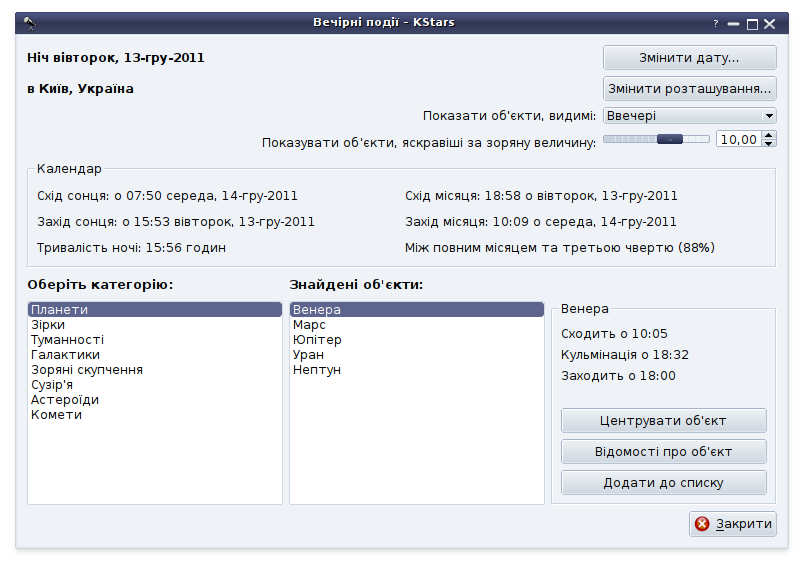 Вечірні події – KStars
Ніч вівторок, 13-гру-2011
Змінити дату...
в Київ, Україна
Змінити розташування...
Показати об'єкти, видимі:
Ввечері
Показувати об'єкти, яскравіші за зоряну величину:
10,00
Календар
Схід сонця: о 07:50 середа, 14-гру-2011
Схід місяця: 18:58 о вівторок, 13-гру-2011
Захід сонця: о 15:53 вівторок, 13-гру-2011
Захід місяця: 10:09 о середа, 14-гру-2011
Тривалість ночі: 15:56 годин
Між повним місяцем та третьою чвертю (88%)
Оберіть категорію:
Планети
Зірки
Туманності
Галактики
Зоряні скупчення
Сузір'я
Астероїди
Комети
Знайдені об'єкти:
Венера
Марс
Юпітер
Уран
Нептун
Венера
Сходить о 10:05
Кульмінація о 18:32
Заходить о 18:00
Центрувати об'єкт
Відомості про об'єкт
Додати до списку
Закрити